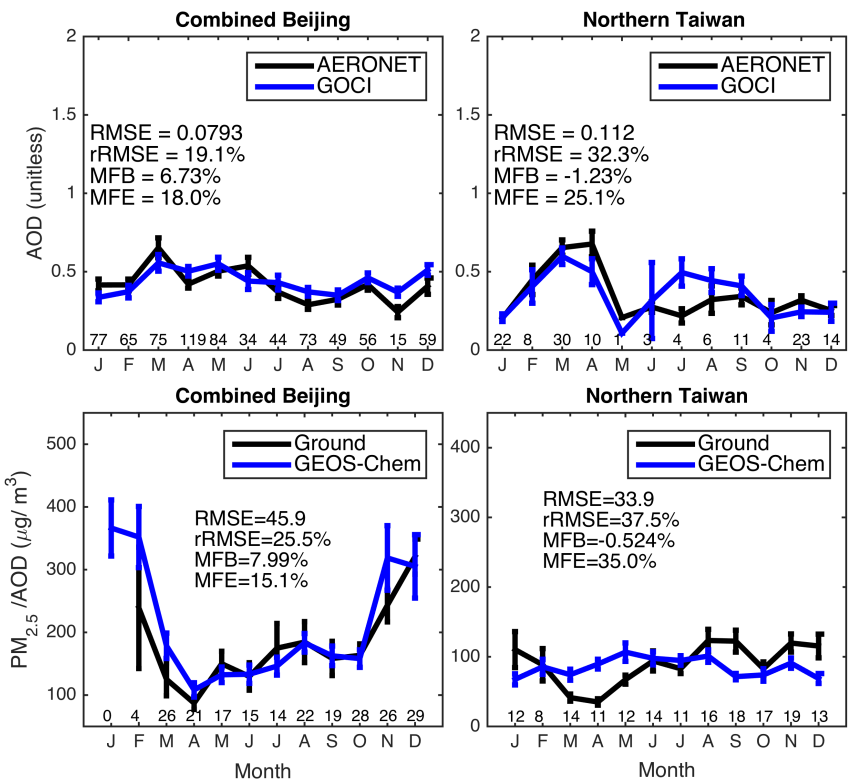 Combined Beijing
Northern Taiwan
2
1.5
1
0.5
0
AOD (unitless)
AERONET
GOCI
RMSE = 0.0793
rRMSE = 19.1%
MFB = 6.73%
MFE = 18.0%
77 65 75 119 84 34 44 73 49 56 15 59
J F M A M J J A S O N D
2
1.5
1
0.5
0
AERONET
GOCI
RMSE = 0.112
rRMSE = 32.3%
MFB = -1.23%
MFE = 25.1%
22 8 30 10 1 3 4 6 11 4 23 14
J F M A M J J A S O N D
Combined Beijing
Northern Taiwan
500
400
300
200
100
PM2.5 /AOD (μg/ m3)
Ground
GEOS-Chem
RMSE=45.9
rRMSE=25.5%
MFB=7.99%
MFE=15.1%
0 4 26 21 17 15 14 22 19 28 26 29
J F M A M J J A S O N D
Month
400
300
200
100
0
Ground
GEOS-Chem
RMSE=33.9
rRMSE=37.5%
MFB=-0.524%
MFE=35.0%
12 8 14 11 12 14 11 16 18 17 19 13
J F M A M J J A S O N D
Month